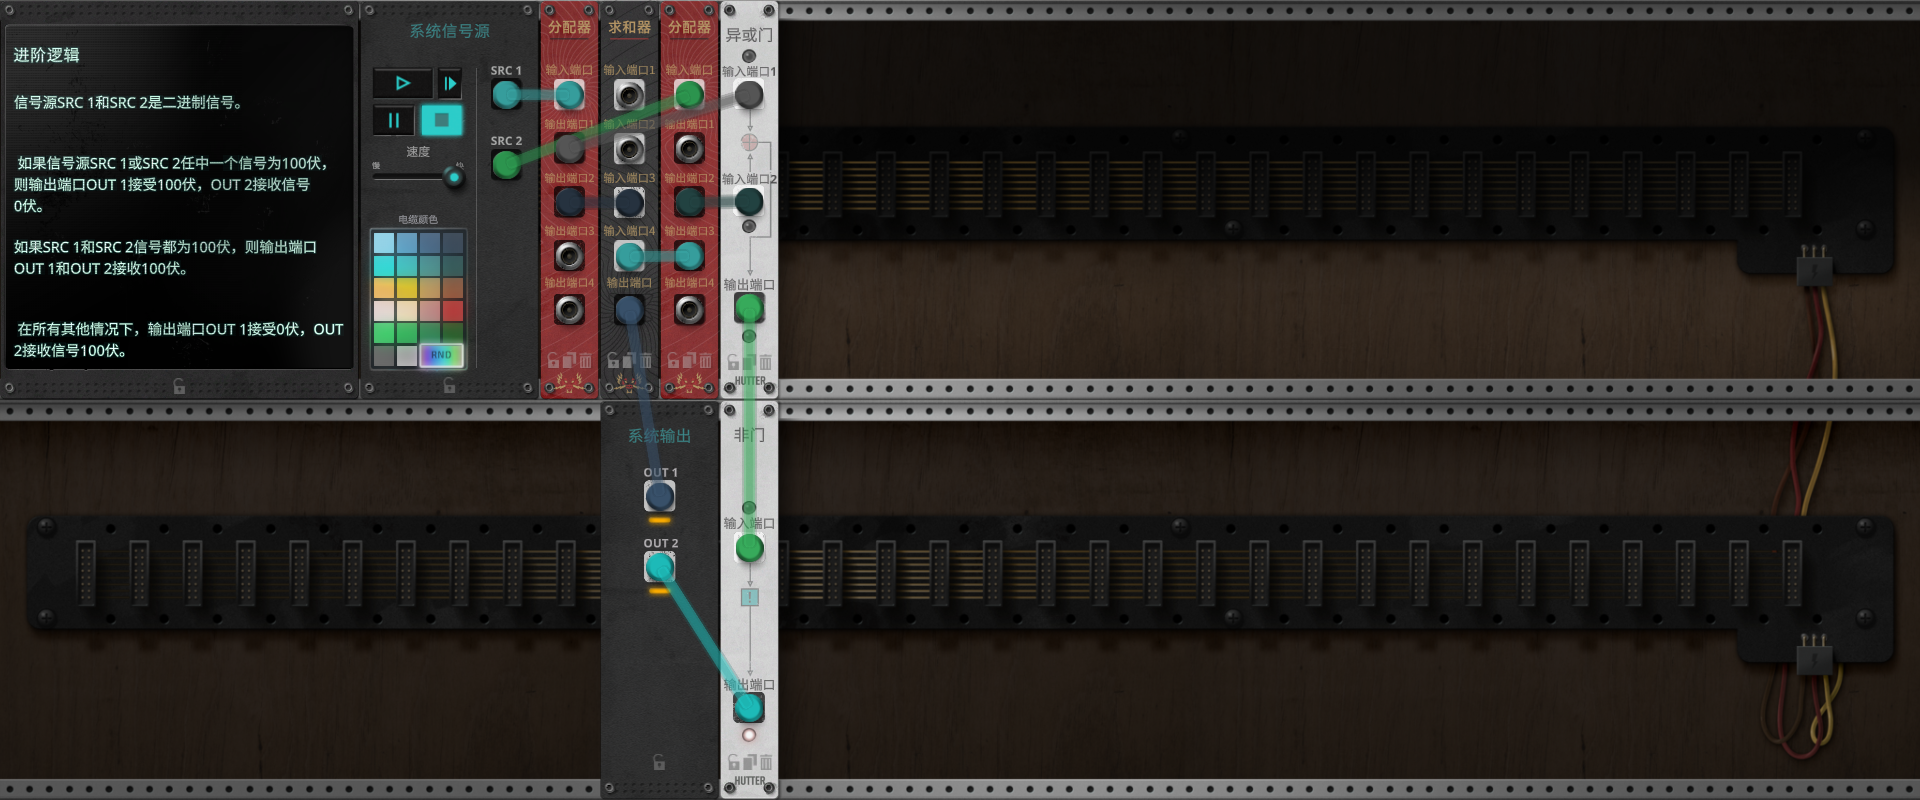 进阶逻辑
信号源SRC 1和SRC 2是二进制信号。
如果信号源SRC 1或SRC 2任中一个信号为100伏，
则输出端口OUT 1接受100伏，OUT 2接收信号
0伏。
如果SRC 1和SRC 2信号都为100伏，则输出端口
OUT 1和OUT 2接收100伏。
在所有其他情况下，输出端口OUT 1接受0伏，OUT
2接收信号100伏。
系统信号源
SRC 1
SRC 2
速度
慢
电缆颜色
RND
分配器
输入端口
输出端口1
输出端口2
输出端口3
输出端口4
求和器
输入端口1
输入端口2
输入端口3
输入端口4
输出端口
分配器
输入端口
输出端口1
输出端口2
输出端口3
输出端口4
异或门
输入端口1
输入端口2
输出端口
HUTTER
系统输出
OUT 1
OUT 2
非门
输入端口
输出端口
HUTTER